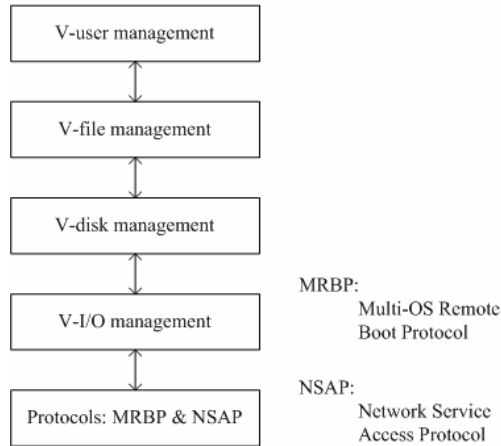 V-user management
V-file management
V-disk management
V-I/O management
Protocols: MRBP & NSAP
MRBP:
Multi-OS Remote
Boot Protocol
NSAP:
Network Service
Access Protocol